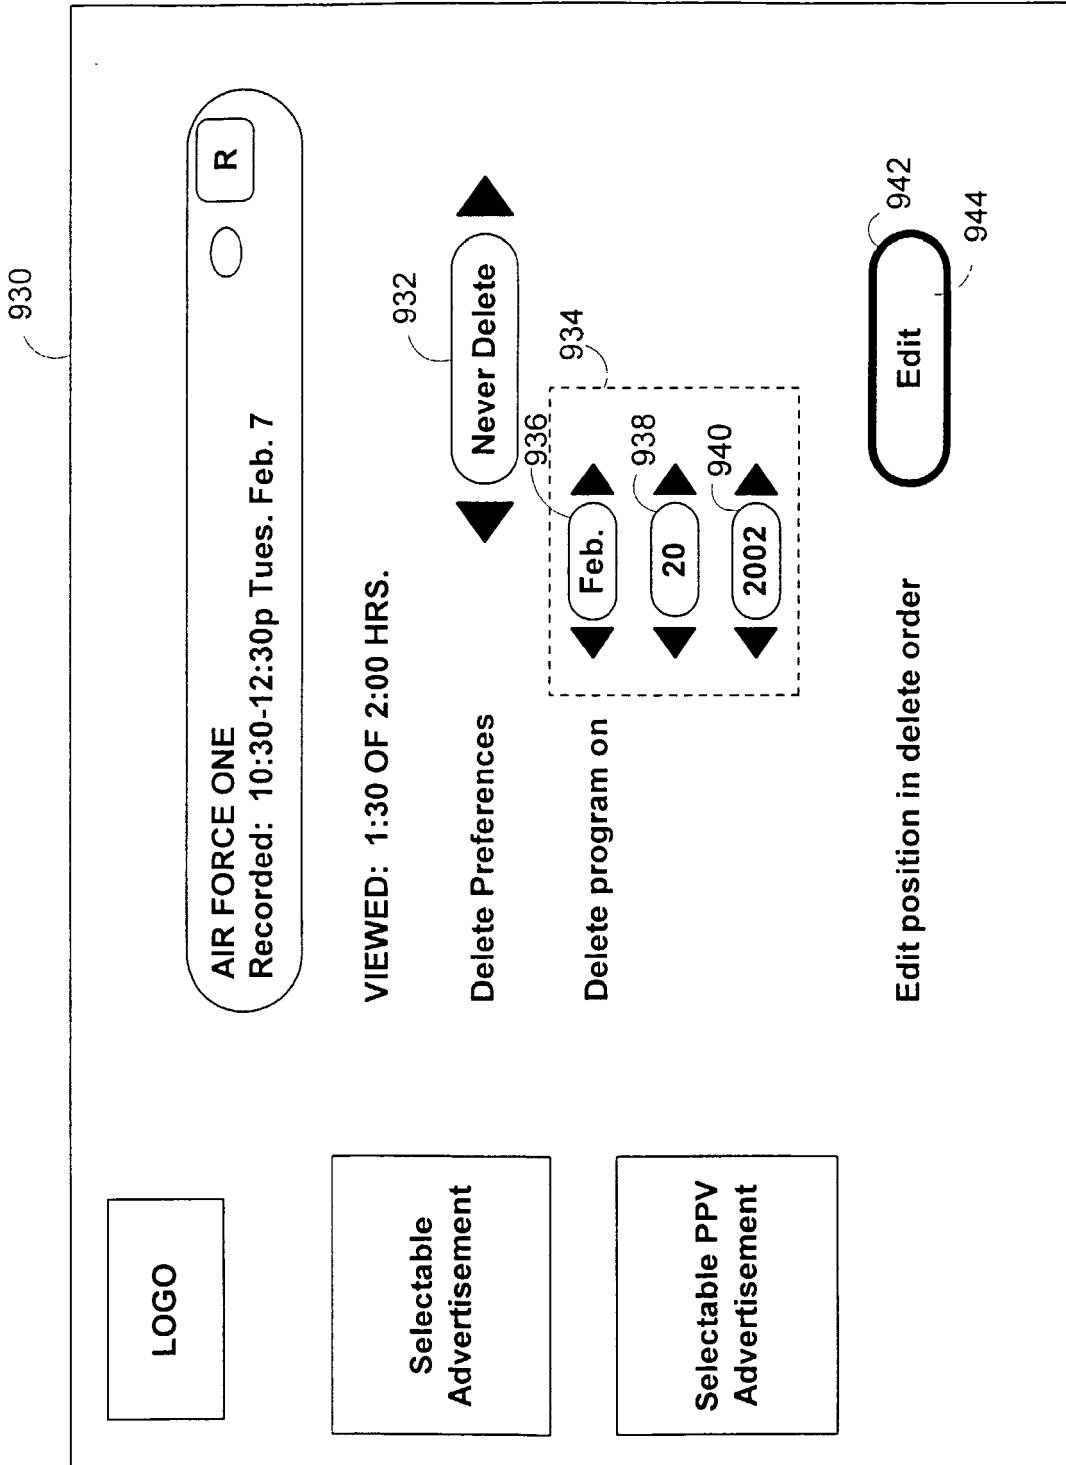 930
LOGO
AIR FORCE ONE
R
Recorded: 10:30-12:30p Tues. Feb. 7
Selectable
Advertisement
VIEWED: 1:30 OF 2:00 HRS.
932
Delete Preferences
Never Delete
Selectable PPV
Advertisement
934
936
Delete program on
Feb.
938
20
940
2002
942
Edit position in delete order
Edit
944